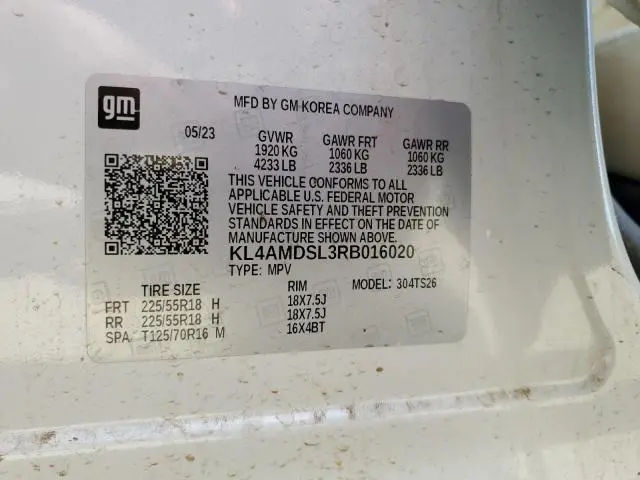 gm
MFD BY GM KOREA COMPANY
05/23 GVWR GAWR FRT GAWR RR
1920 KG 1060 KG 1060 KG
4233 LB 2336 LB 2336 LB
THIS VEHICLE CONFORMS TO ALL
APPLICABLE U.S. FEDERAL MOTOR
VEHICLE SAFETY AND THEFT PREVENTION
STANDARDS IN EFFECT ON THE DATE OF
MANUFACTURE SHOWN ABOVE.
KL4AMDSL3RB016020
TYPE: MPV MODEL: 304TS26
TIRE SIZE RIM
FRT 225/55R18 H 18X7.5J
RR 225/55R18 H 18X7.5J
SPA T125/70R16 M 16X4BT